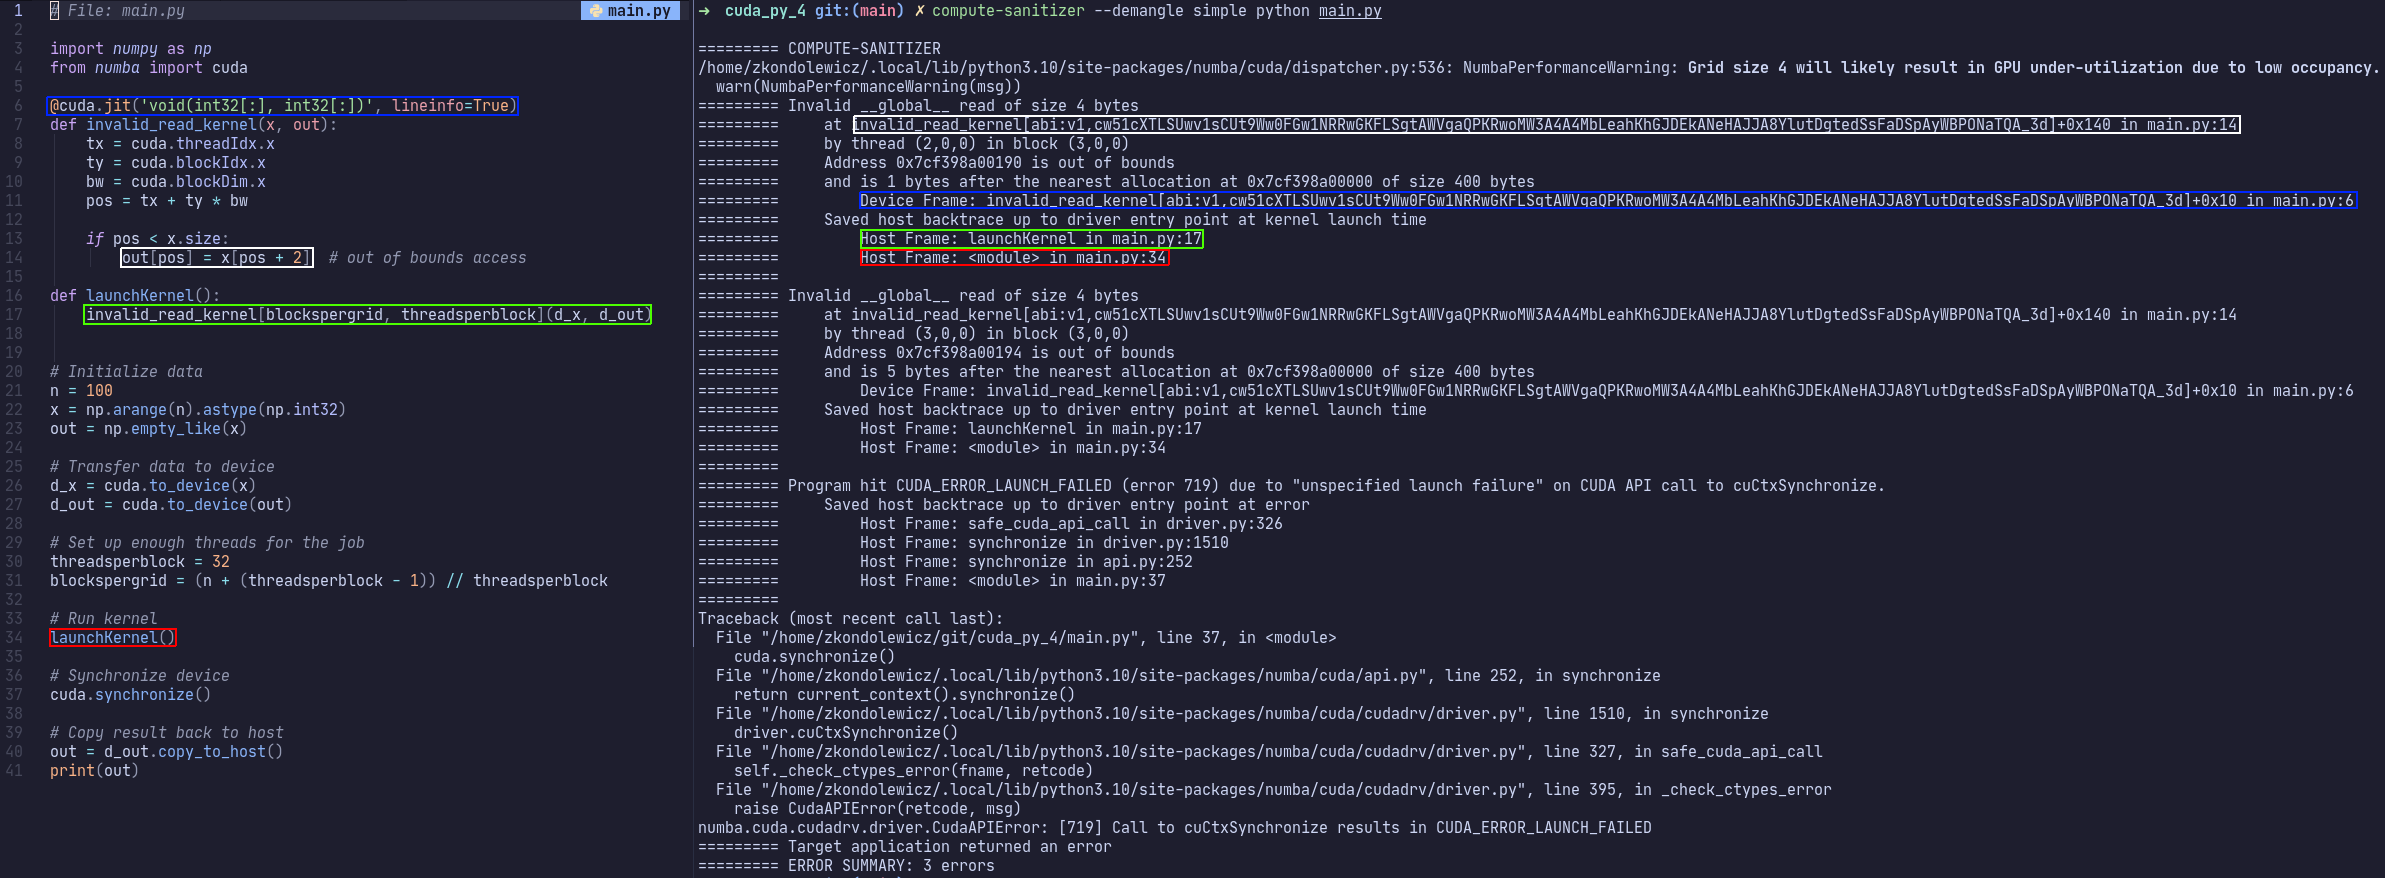 1 # File: main.py
main.py
2
3 import numpy as np
4 from numba import cuda
5
6 @cuda.jit('void(int32[:], int32[:])', lineinfo=True)
7 def invalid_read_kernel(x, out):
8 tx = cuda.threadIdx.x
9 ty = cuda.blockIdx.x
10 bw = cuda.blockDim.x
11 pos = tx + ty * bw
12
13 if pos < x.size:
14 out[pos] = x[pos + 2] # out of bounds access
15
16 def launchKernel():
17 invalid_read_kernel[blockspergrid, threadsperblock](d_x, d_out)
18
19
20 # Initialize data
21 n = 100
22 x = np.arange(n).astype(np.int32)
23 out = np.empty_like(x)
24
25 # Transfer data to device
26 d_x = cuda.to_device(x)
27 d_out = cuda.to_device(out)
28
29 # Set up enough threads for the job
30 threadsperblock = 32
31 blockspergrid = (n + (threadsperblock - 1)) // threadsperblock
32
33 # Run kernel
34 launchKernel()
35
36 # Synchronize device
37 cuda.synchronize()
38
39 # Copy result back to host
40 out = d_out.copy_to_host()
41 print(out)
➜ cuda_py_4 git:(main) ✗ compute-sanitizer --demangle simple python main.py
========= COMPUTE-SANITIZER
/home/zkondolewicz/.local/lib/python3.10/site-packages/numba/cuda/dispatcher.py:536: NumbaPerformanceWarning: Grid size 4 will likely result in GPU under-utilization due to low occupancy.
warn(NumbaPerformanceWarning(msg))
========= Invalid __global__ read of size 4 bytes
========= at invalid_read_kernel[abi:v1,cw51cXTLSUwv1sCUt9Ww0FGw1NRRwGKFLSgtAWVgaQPKRwoMW3A4A4MbLeahKhGJDEkANeHAJJA8YlutDgtedSsFaDSpAyWBPONaTQA_3d]+0x140 in main.py:14
========= by thread (2,0,0) in block (3,0,0)
========= Address 0x7cf398a00190 is out of bounds
========= and is 1 bytes after the nearest allocation at 0x7cf398a00000 of size 400 bytes
========= Device Frame: invalid_read_kernel[abi:v1,cw51cXTLSUwv1sCUt9Ww0FGw1NRRwGKFLSgtAWVgaQPKRwoMW3A4A4MbLeahKhGJDEkANeHAJJA8YlutDgtedSsFaDSpAyWBPONaTQA_3d]+0x10 in main.py:6
========= Saved host backtrace up to driver entry point at kernel launch time
========= Host Frame: launchKernel in main.py:17
========= Host Frame: <module> in main.py:34
=========
========= Invalid __global__ read of size 4 bytes
========= at invalid_read_kernel[abi:v1,cw51cXTLSUwv1sCUt9Ww0FGw1NRRwGKFLSgtAWVgaQPKRwoMW3A4A4MbLeahKhGJDEkANeHAJJA8YlutDgtedSsFaDSpAyWBPONaTQA_3d]+0x140 in main.py:14
========= by thread (3,0,0) in block (3,0,0)
========= Address 0x7cf398a00194 is out of bounds
========= and is 5 bytes after the nearest allocation at 0x7cf398a00000 of size 400 bytes
========= Device Frame: invalid_read_kernel[abi:v1,cw51cXTLSUwv1sCUt9Ww0FGw1NRRwGKFLSgtAWVgaQPKRwoMW3A4A4MbLeahKhGJDEkANeHAJJA8YlutDgtedSsFaDSpAyWBPONaTQA_3d]+0x10 in main.py:6
========= Saved host backtrace up to driver entry point at kernel launch time
========= Host Frame: launchKernel in main.py:17
========= Host Frame: <module> in main.py:34
=========
========= Program hit CUDA_ERROR_LAUNCH_FAILED (error 719) due to "unspecified launch failure" on CUDA API call to cuCtxSynchronize.
========= Saved host backtrace up to driver entry point at error
========= Host Frame: safe_cuda_api_call in driver.py:326
========= Host Frame: synchronize in driver.py:1510
========= Host Frame: synchronize in api.py:252
========= Host Frame: <module> in main.py:37
=========
Traceback (most recent call last):
File "/home/zkondolewicz/git/cuda_py_4/main.py", line 37, in <module>
cuda.synchronize()
File "/home/zkondolewicz/.local/lib/python3.10/site-packages/numba/cuda/api.py", line 252, in synchronize
return current_context().synchronize()
File "/home/zkondolewicz/.local/lib/python3.10/site-packages/numba/cuda/cudadrv/driver.py", line 1510, in synchronize
driver.cuCtxSynchronize()
File "/home/zkondolewicz/.local/lib/python3.10/site-packages/numba/cuda/cudadrv/driver.py", line 327, in safe_cuda_api_call
self._check_ctypes_error(fname, retcode)
File "/home/zkondolewicz/.local/lib/python3.10/site-packages/numba/cuda/cudadrv/driver.py", line 395, in _check_ctypes_error
raise CudaAPIError(retcode, msg)
numba.cuda.cudadrv.driver.CudaAPIError: [719] Call to cuCtxSynchronize results in CUDA_ERROR_LAUNCH_FAILED
========= Target application returned an error
========= ERROR SUMMARY: 3 errors